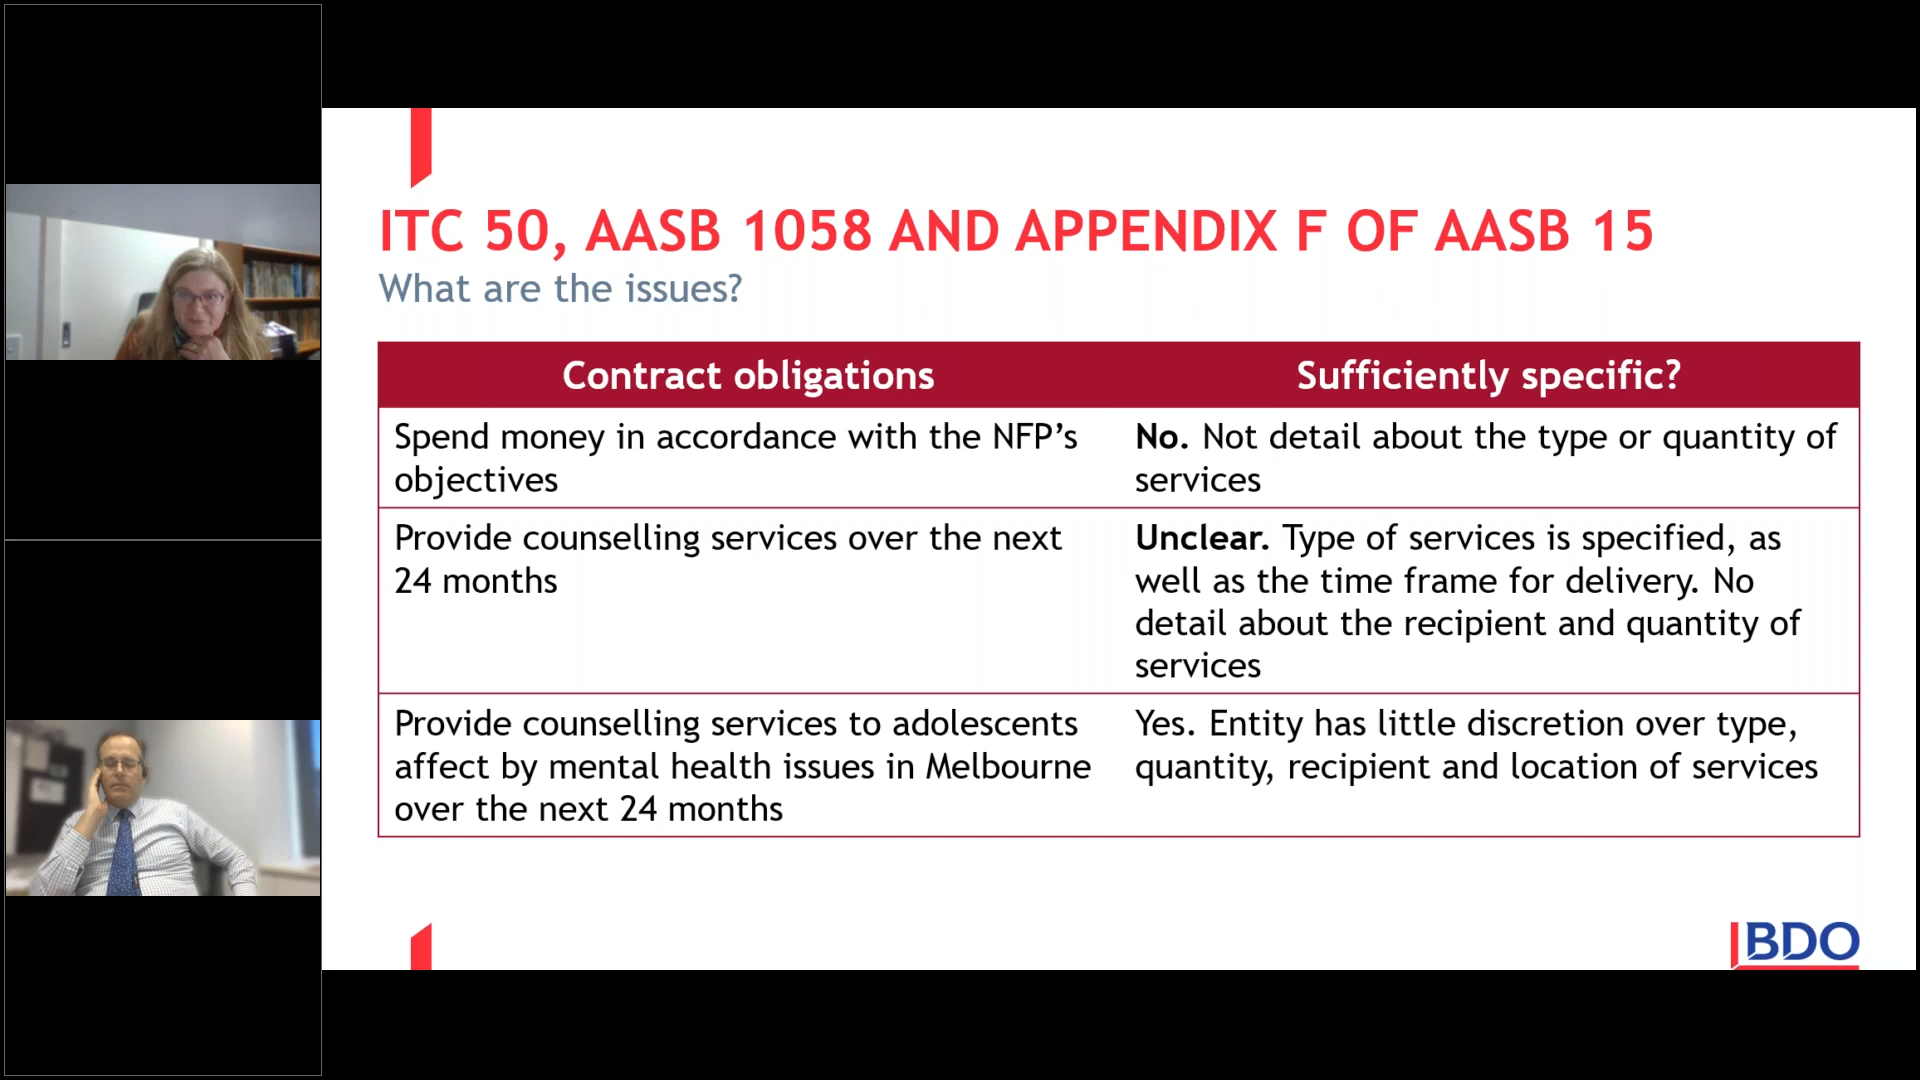 ITC 50, AASB 1058 AND APPENDIX F OF AASB 15
What are the issues?
Contract obligations
Sufficiently specific?
Spend money in accordance with the NFP’s
objectives
No. Not detail about the type or quantity of
services
Provide counselling services over the next
24 months
Unclear. Type of services is specified, as
well as the time frame for delivery. No
detail about the recipient and quantity of
services
Provide counselling services to adolescents
affect by mental health issues in Melbourne
over the next 24 months
Yes. Entity has little discretion over type,
quantity, recipient and location of services
BDO